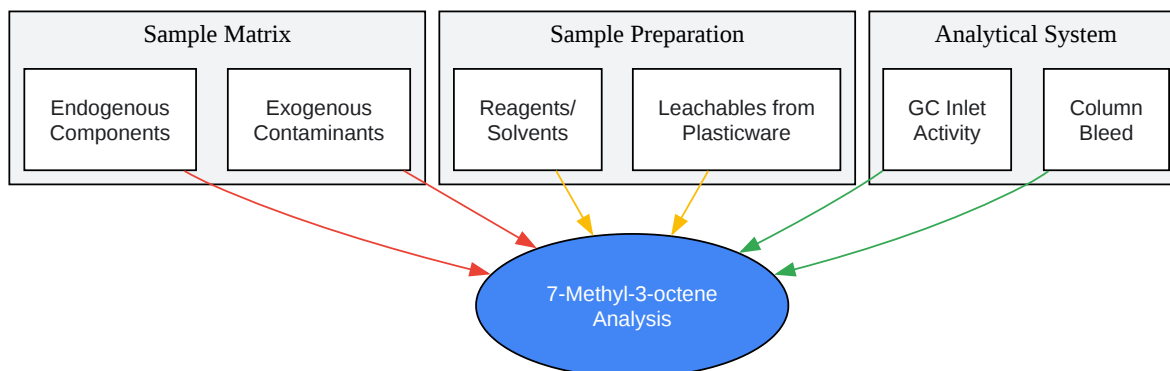 Sample Matrix
Sample Preparation
Analytical System
Endogenous
Components
Exogenous
Contaminants
Reagents/
Solvents
Leachables from
Plasticware
GC Inlet
Activity
Column
Bleed
7-Methyl-3-octene
Analysis